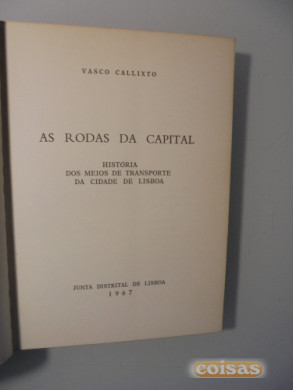 VASCO CALLIXTO
AS RODAS DA CAPITAL
HISTÓRIA
DOS MEIOS DE TRANSPORTE
DA CIDADE DE LISBOA
JUNTA DISTRITAL DE LISBOA
1967
coisas